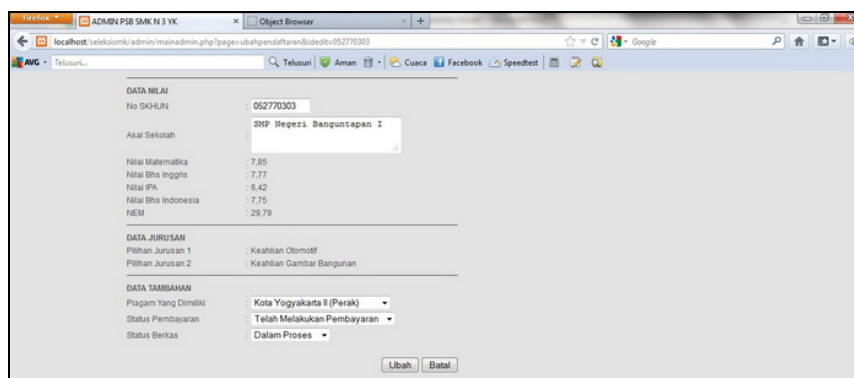 Firefox
ADMIN PSB SMK N 3 YK
Object Browser
localhost/seleksismk/admin/mainadmin.php?page=ubahpendaftaran&idedit=052770303
Google
AVG
Telusuri...
Telusuri
Aman
Cuaca
Facebook
Speedtest
DATA NILAI
No SKHUN : 052770303
Asal Sekolah : SMP Negeri Banguntapan I
Nilai Matematika : 7,85
Nilai Bhs Inggris : 7,77
Nilai IPA : 6,42
Nilai Bhs Indonesia : 7,75
NEM : 29,79
DATA JURUSAN
Pilihan Jurusan 1 : Keahlian Otomotif
Pilihan Jurusan 2 : Keahlian Gambar Bangunan
DATA TAMBAHAN
Piagam Yang Dimiliki : Kota Yogyakarta II (Perak)
Status Pembayaran : Telah Melakukan Pembayaran
Status Berkas : Dalam Proses
Ubah Batal